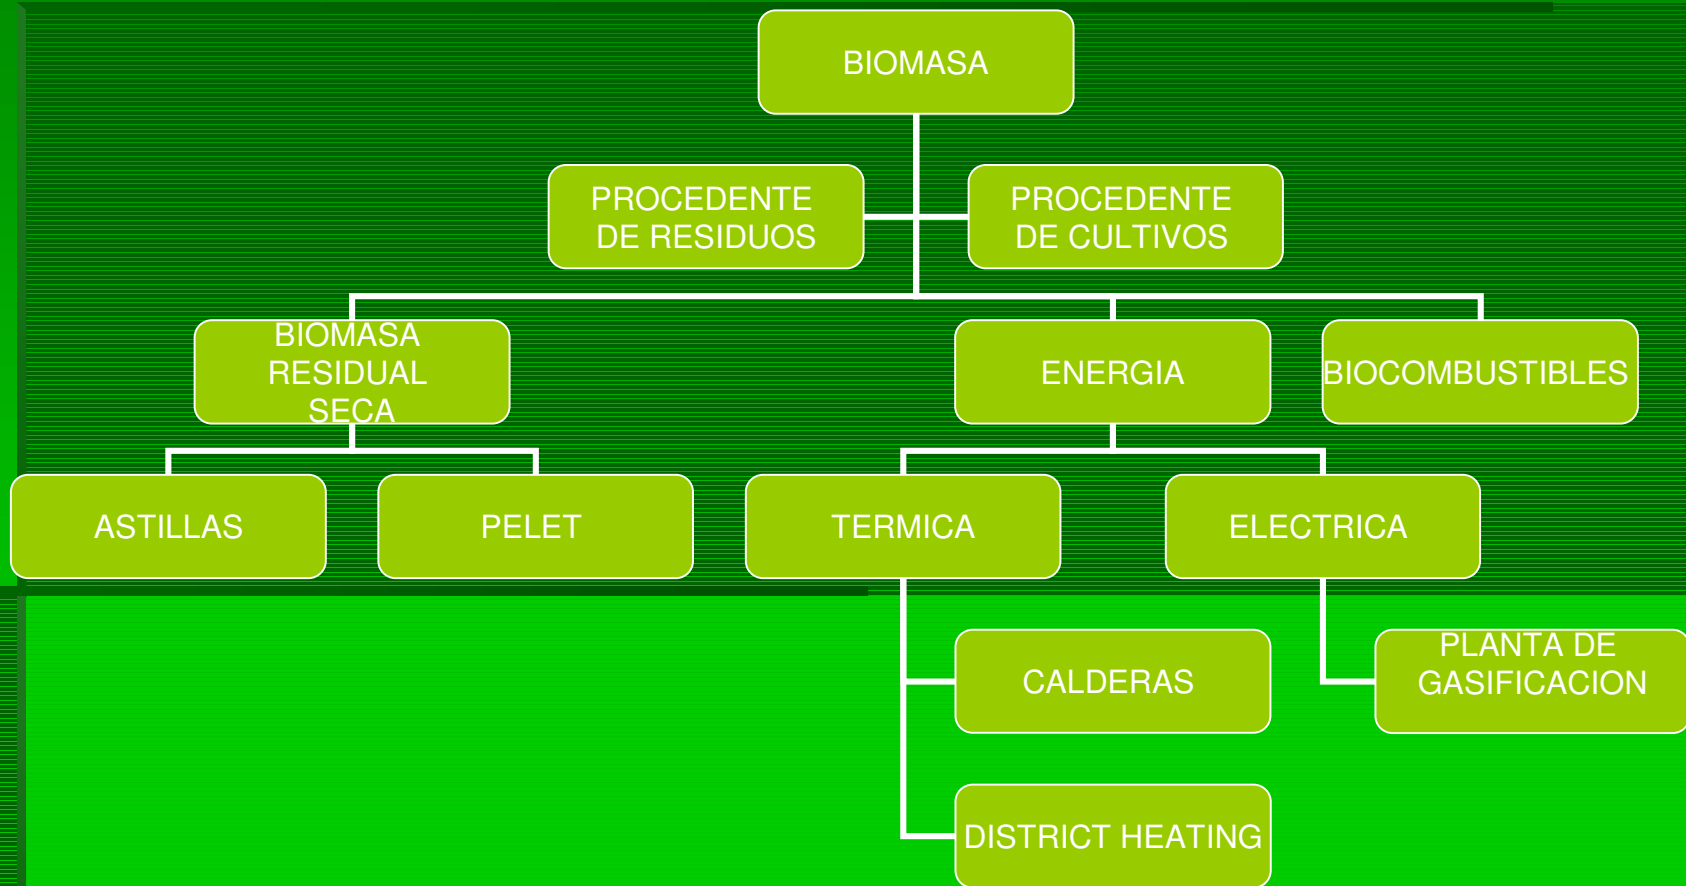 BIOMASA
PROCEDENTE
DE RESIDUOS
PROCEDENTE
DE CULTIVOS
BIOMASA
RESIDUAL
SECA
ENERGIA
BIOCOMBUSTIBLES
ASTILLAS
PELET
TERMICA
ELECTRICA
CALDERAS
PLANTA DE
GASIFICACION
DISTRICT HEATING